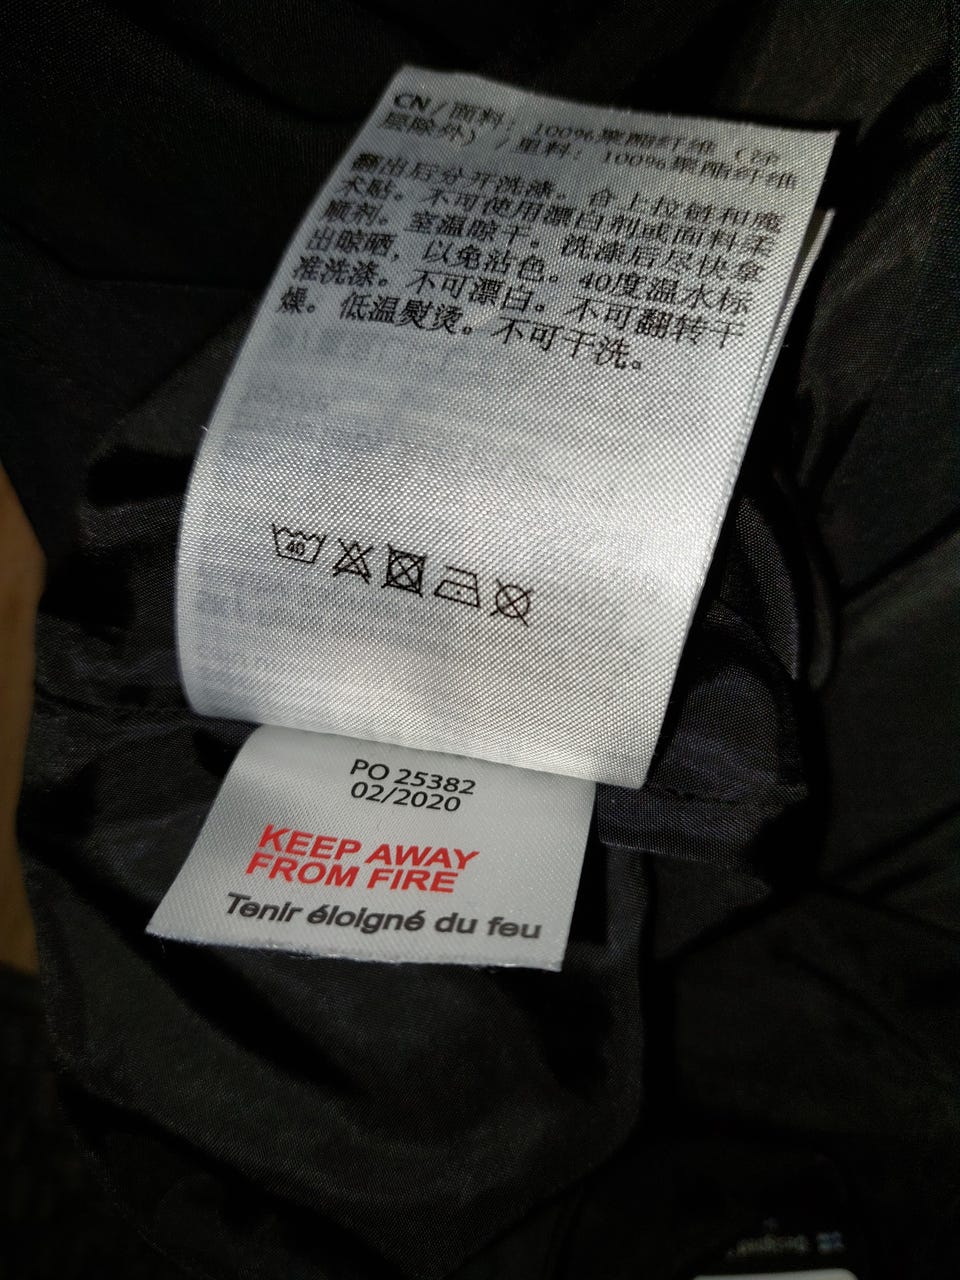 CN/面料：100%聚酯纤维（涂
层除外）/里料：100%聚酯纤维
翻出后分开洗涤。合上拉链和魔
术贴。不可使用漂白剂或面料柔
顺剂。室温晾干。洗涤后尽快拿
出晾晒，以免沾色。40度温水标
准洗涤。不可漂白。不可翻转干
燥。低温熨烫。不可干洗。
40
PO 25382
02/2020
KEEP AWAY
FROM FIRE
Tenir éloigné du feu